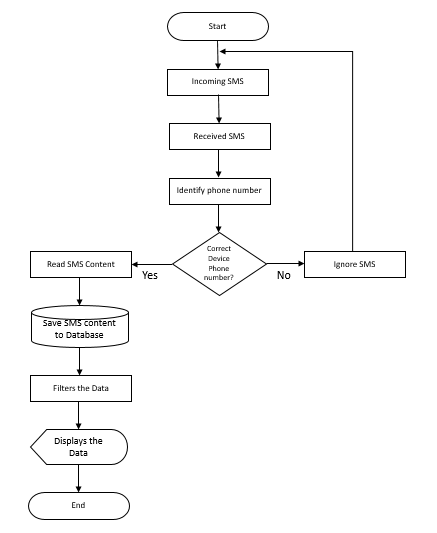 Start
Incoming SMS
Received SMS
Identify phone number
Correct
Device
Phone
number?
Yes
No
Read SMS Content
Ignore SMS
Save SMS content
to Database
Filters the Data
Displays the
Data
End